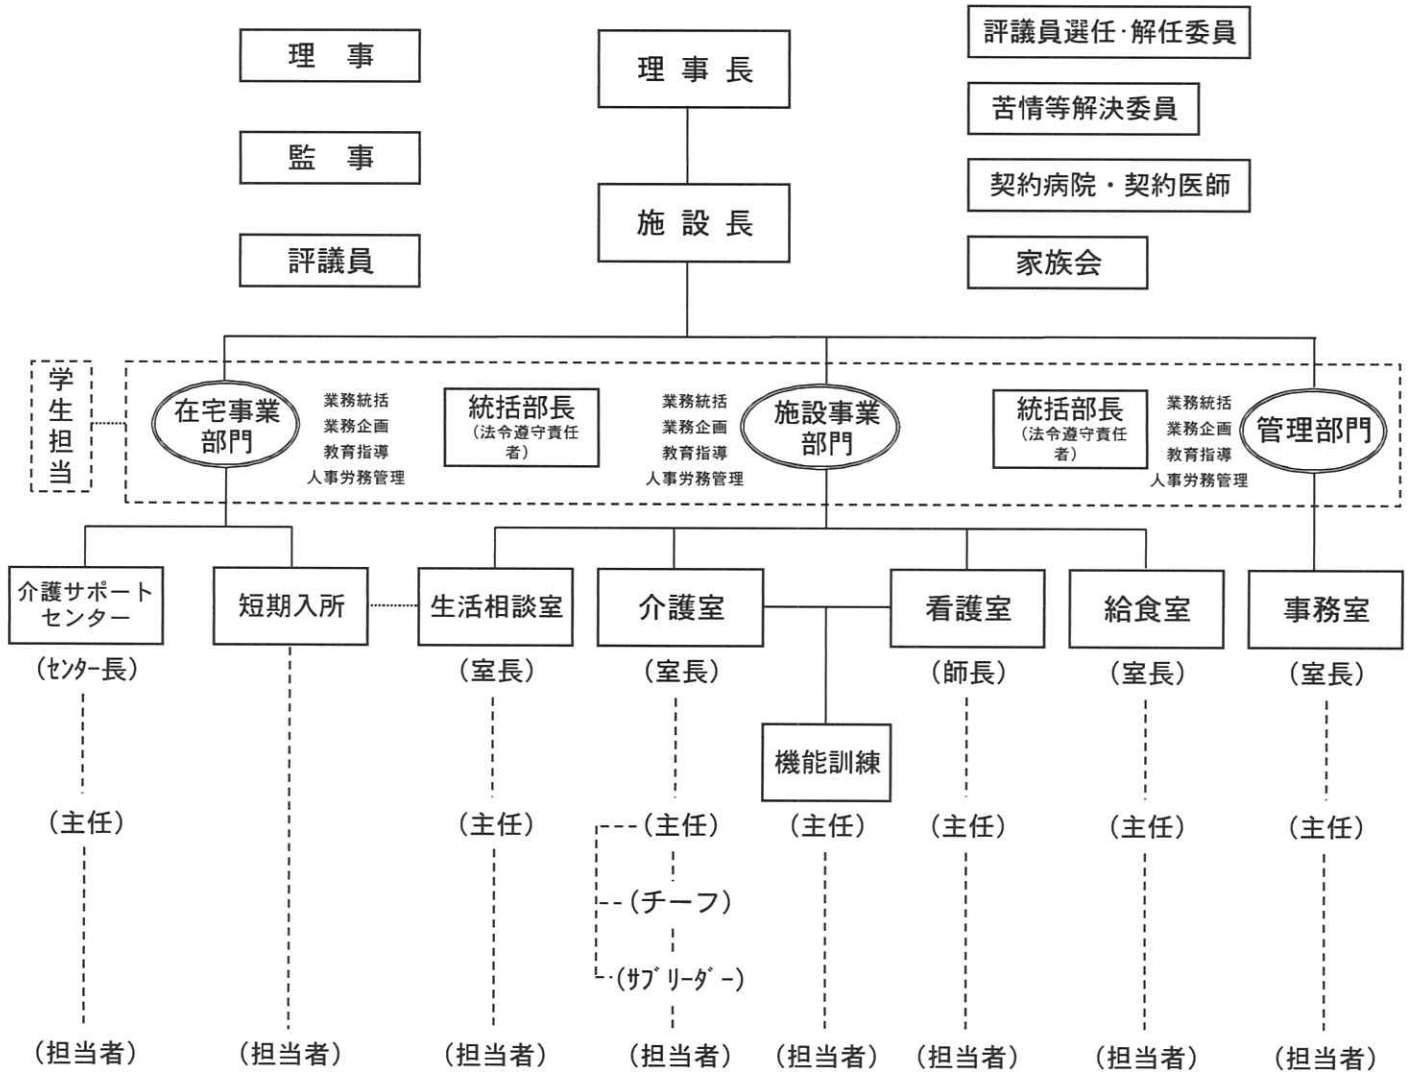 理 事
理 事 長
評議員選任・解任委員
監 事
苦情等解決委員
施 設 長
契約病院・契約医師
評議員
家族会
学
生
担
当
在宅事業
部門
業務統括
業務企画
教育指導
人事労務管理
統括部長
（法令遵守責任
者）
業務統括
業務企画
教育指導
人事労務管理
施設事業
部門
統括部長
（法令遵守責任
者）
業務統括
業務企画
教育指導
人事労務管理
管理部門
介護サポート
センター
短期入所
生活相談室
介護室
看護室
給食室
事務室
（ｾﾝﾀｰ長）
（室長）
（室長）
（師長）
（室長）
（室長）
機能訓練
（主任）
（主任）
（主任）
（主任）
（主任）
（主任）
（主任）
（チーフ）
（ｻﾌﾞﾘｰﾀﾞｰ）
（担当者）
（担当者）
（担当者）
（担当者）
（担当者）
（担当者）
（担当者）
（担当者）